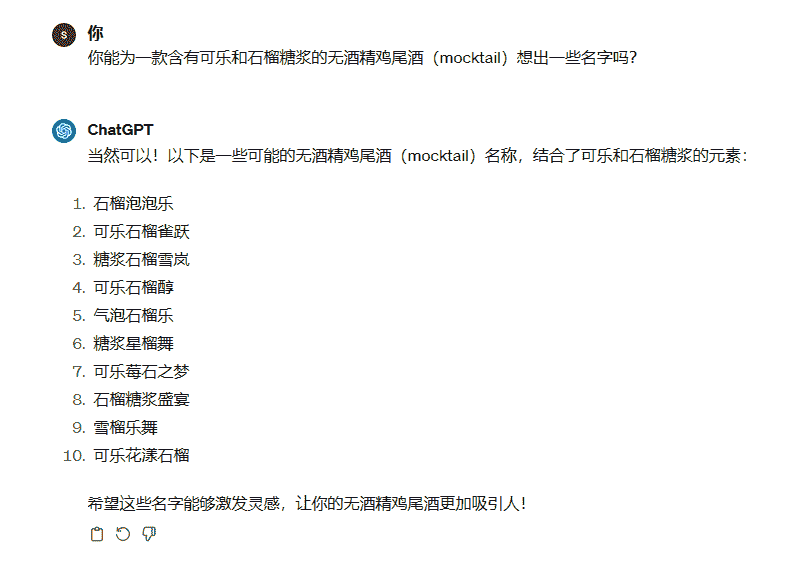 S
你
你能为一款含有可乐和石榴糖浆的无酒精鸡尾酒（mocktail）想出一些名字吗？
ChatGPT
当然可以！以下是一些可能的无酒精鸡尾酒（mocktail）名称，结合了可乐和石榴糖浆的元素：
1. 石榴泡泡乐
2. 可乐石榴雀跃
3. 糖浆石榴雪岚
4. 可乐石榴醇
5. 气泡石榴乐
6. 糖浆星榴舞
7. 可乐莓石之梦
8. 石榴糖浆盛宴
9. 雪榴乐舞
10. 可乐花漾石榴
希望这些名字能够激发灵感，让你的无酒精鸡尾酒更加吸引人！